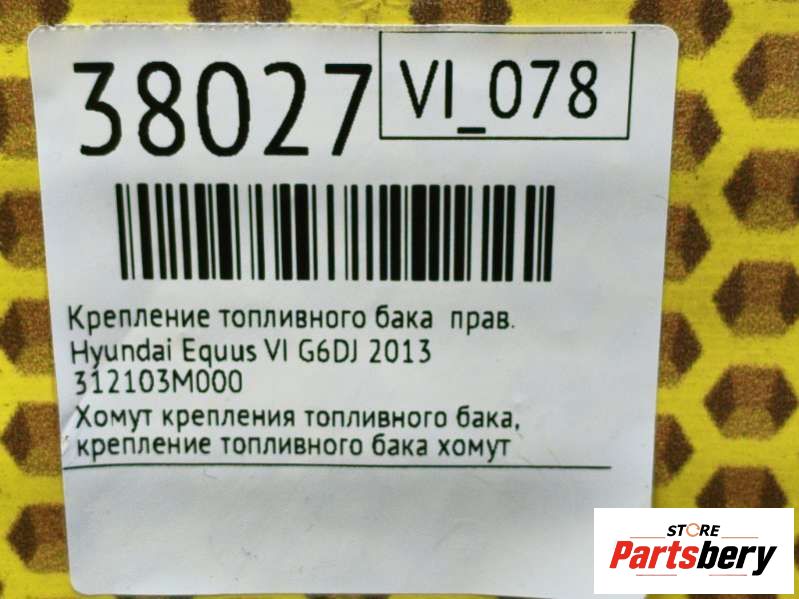 38027
VI_078
Крепление топливного бака прав.
Hyundai Equus VI G6DJ 2013
312103M000
Хомут крепления топливного бака,
крепление топливного бака хомут
STORE
Partsbery